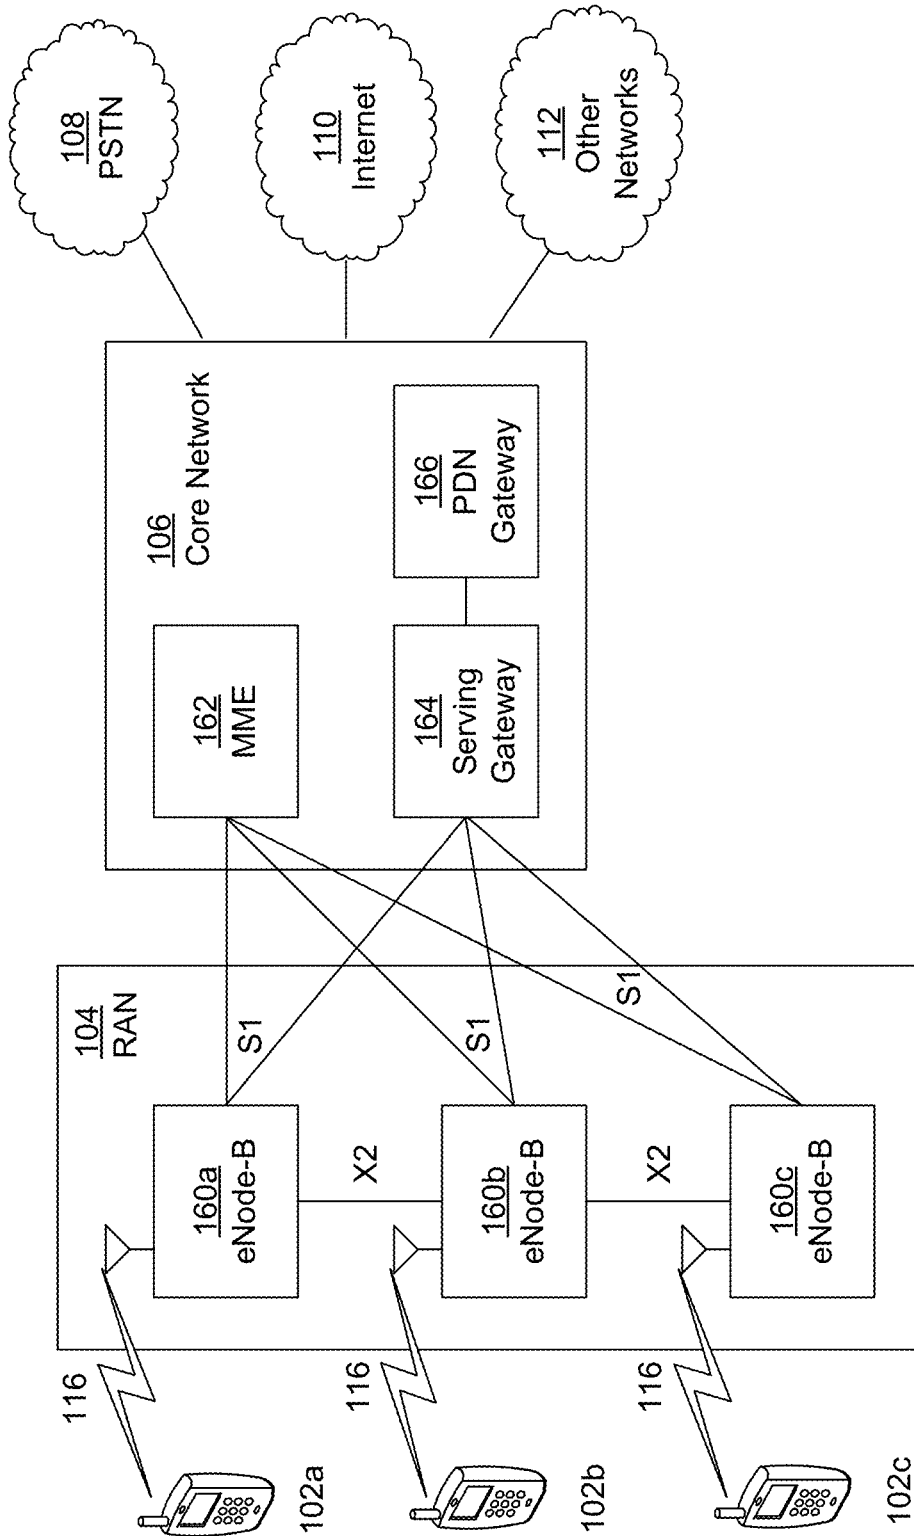 102a
116
160a
eNode-B
104
RAN
S1
X2
102b
116
160b
eNode-B
S1
X2
102c
116
160c
eNode-B
S1
106
Core Network
162
MME
164
Serving
Gateway
166
PDN
Gateway
108
PSTN
110
Internet
112
Other
Networks